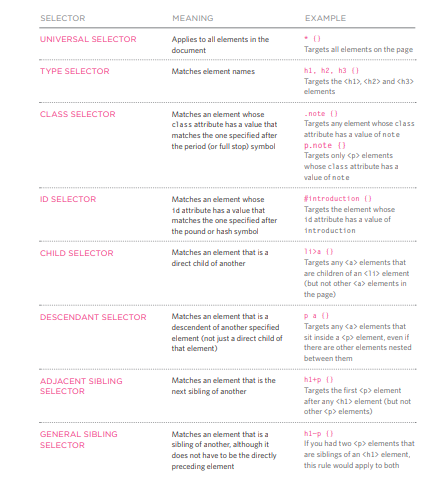 SELECTOR MEANING EXAMPLE
UNIVERSAL SELECTOR Applies to all elements in the * {}
document Targets all elements on the page
TYPE SELECTOR Matches element names h1, h2, h3 {}
Targets the <h1>, <h2> and <h3>
elements
CLASS SELECTOR Matches an element whose .note {}
class attribute has a value that Targets any element whose class
matches the one specified after attribute has a value of note
the period (or full stop) symbol p.note {}
Targets only <p> elements
whose class attribute has a
value of note
ID SELECTOR Matches an element whose #introduction {}
id attribute has a value that Targets the element whose
matches the one specified after id attribute has a value of
the pound or hash symbol introduction
CHILD SELECTOR Matches an element that is a li>a {}
direct child of another Targets any <a> elements that
are children of an <li> element
(but not other <a> elements in
the page)
DESCENDANT SELECTOR Matches an element that is a p a {}
descendent of another specified Targets any <a> elements that
element (not just a direct child of sit inside a <p> element, even if
that element) there are other elements nested
between them
ADJACENT SIBLING Matches an element that is the h1+p {}
SELECTOR next sibling of another Targets the first <p> element
after any <h1> element (but not
other <p> elements)
GENERAL SIBLING Matches an element that is a h1~p {}
SELECTOR sibling of another, although it If you had two <p> elements that
does not have to be the directly are siblings of an <h1> element,
preceding element this rule would apply to both